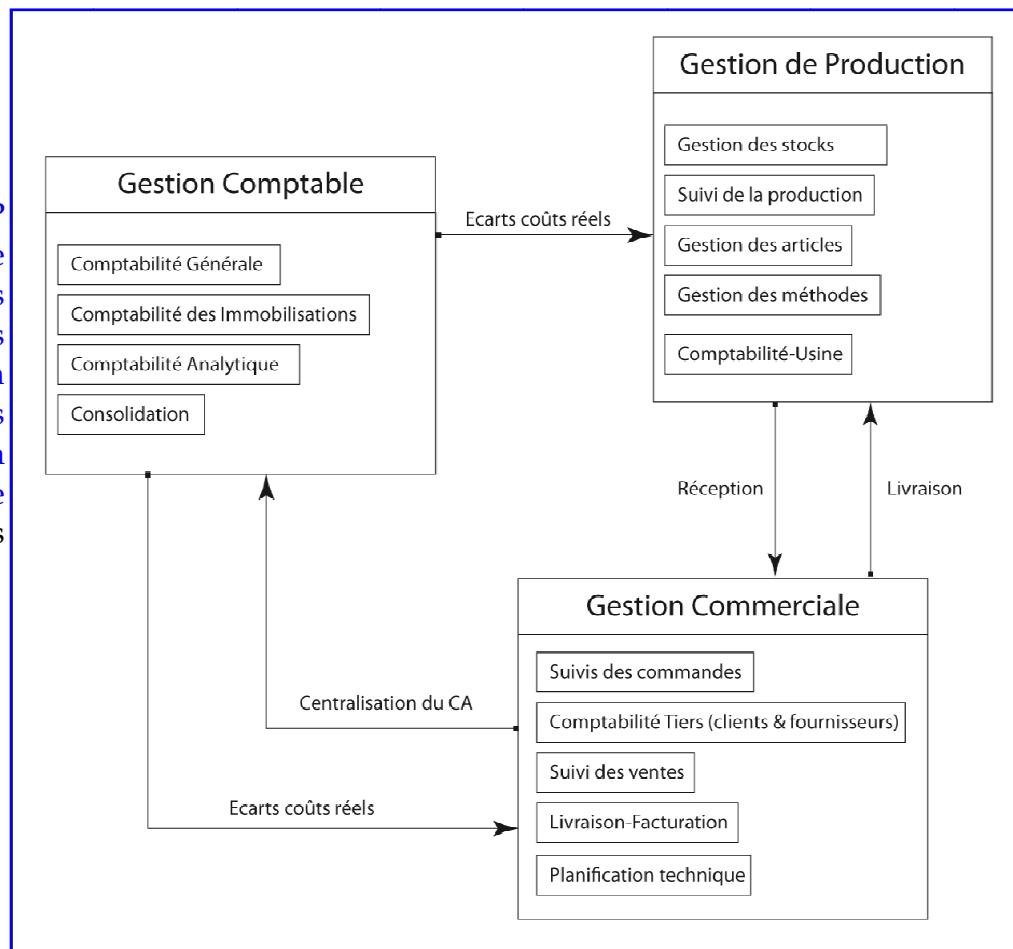 Gestion de Production
Gestion des stocks
Suivi de la production
Gestion des articles
Gestion des méthodes
Comptabilité-Usine
Gestion Comptable
Comptabilité Générale
Comptabilité des Immobilisations
Comptabilité Analytique
Consolidation
Ecarts coûts réels
Réception
Livraison
Gestion Commerciale
Suivis des commandes
Comptabilité Tiers (clients & fournisseurs)
Suivi des ventes
Livraison-Facturation
Planification technique
Centralisation du CA
Ecarts coûts réels